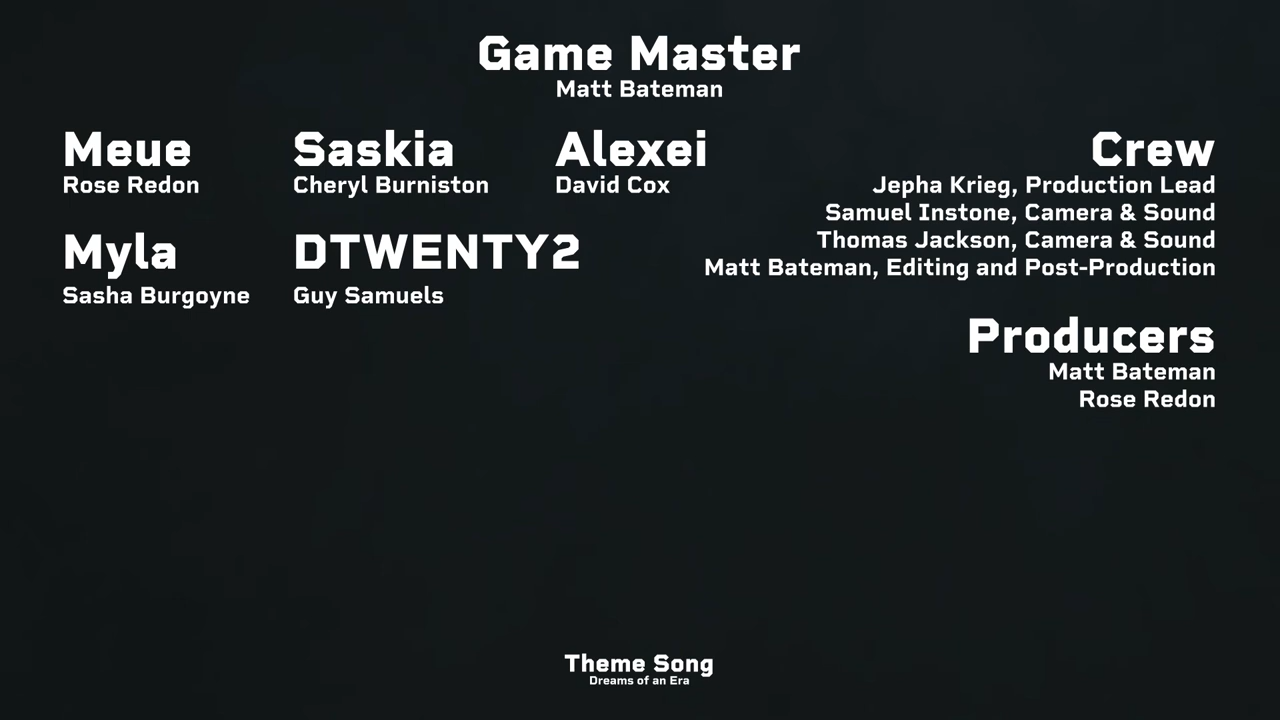 Game Master
Matt Bateman
Meue
Rose Redon
Saskia
Cheryl Burniston
Alexei
David Cox
Myla
Sasha Burgoyne
DTWENTY2
Guy Samuels
Crew
Jepha Krieg, Production Lead
Samuel Instone, Camera & Sound
Thomas Jackson, Camera & Sound
Matt Bateman, Editing and Post-Production
Producers
Matt Bateman
Rose Redon
Theme Song
Dreams of an Era